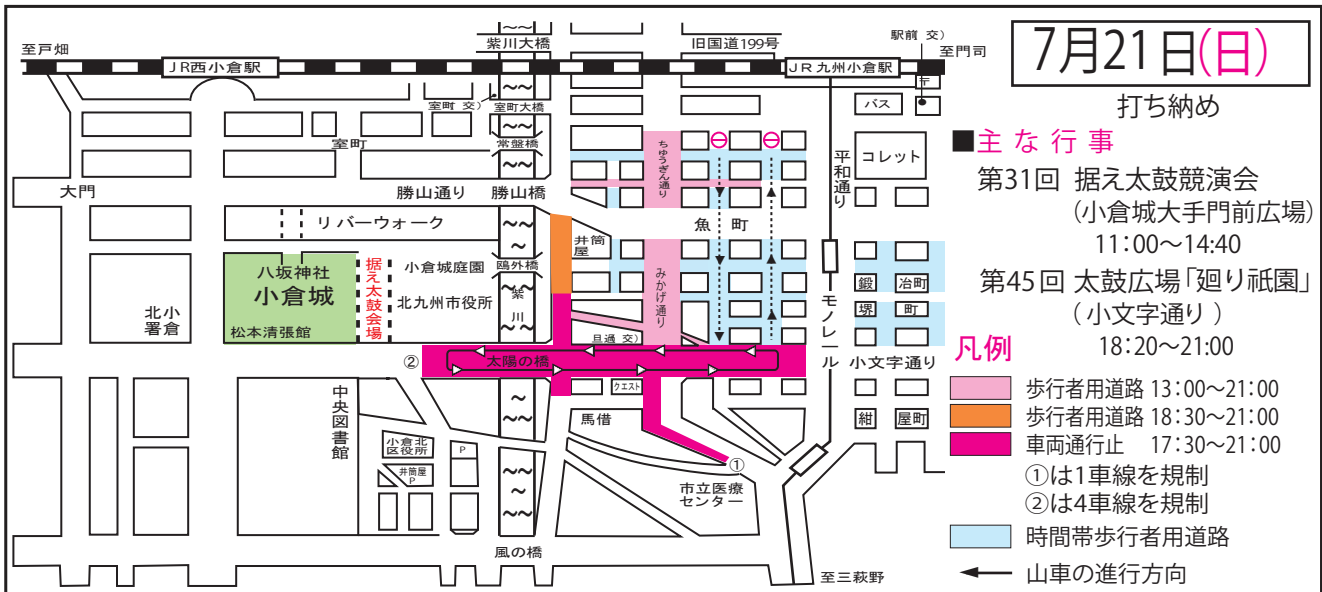 至戸畑
紫川大橋
旧国道199号
駅前 交)
至門司
JR西小倉駅
JR九州小倉駅
〒
バス
室町 交)
室町大橋
室町
常盤橋
ちゅうぎん通り
平和通り
コレット
大門
勝山通り
勝山橋
リバーウォーク
井筒屋
魚町
八坂神社
小倉城
松本清張館
据え太鼓会場
小倉城庭園
鴎外橋
北九州市役所
紫川
みかげ通り
鍛冶町
堺町
モノレール
小倉北署
旦過 交)
②
太陽の橋
小文字通り
クエスト
中央図書館
馬借
紺屋町
小倉北区役所
P
井筒屋
P
①
市立医療
センター
風の橋
至三萩野
7月21日(日)
打ち納め
■主な行事
第31回 据え太鼓競演会
(小倉城大手門前広場)
11:00〜14:40
第45回 太鼓広場「廻り祇園」
(小文字通り)
18:20〜21:00
凡例
歩行者用道路 13:00〜21:00
歩行者用道路 18:30〜21:00
車両通行止 17:30〜21:00
①は1車線を規制
②は4車線を規制
時間帯歩行者用道路
山車の進行方向